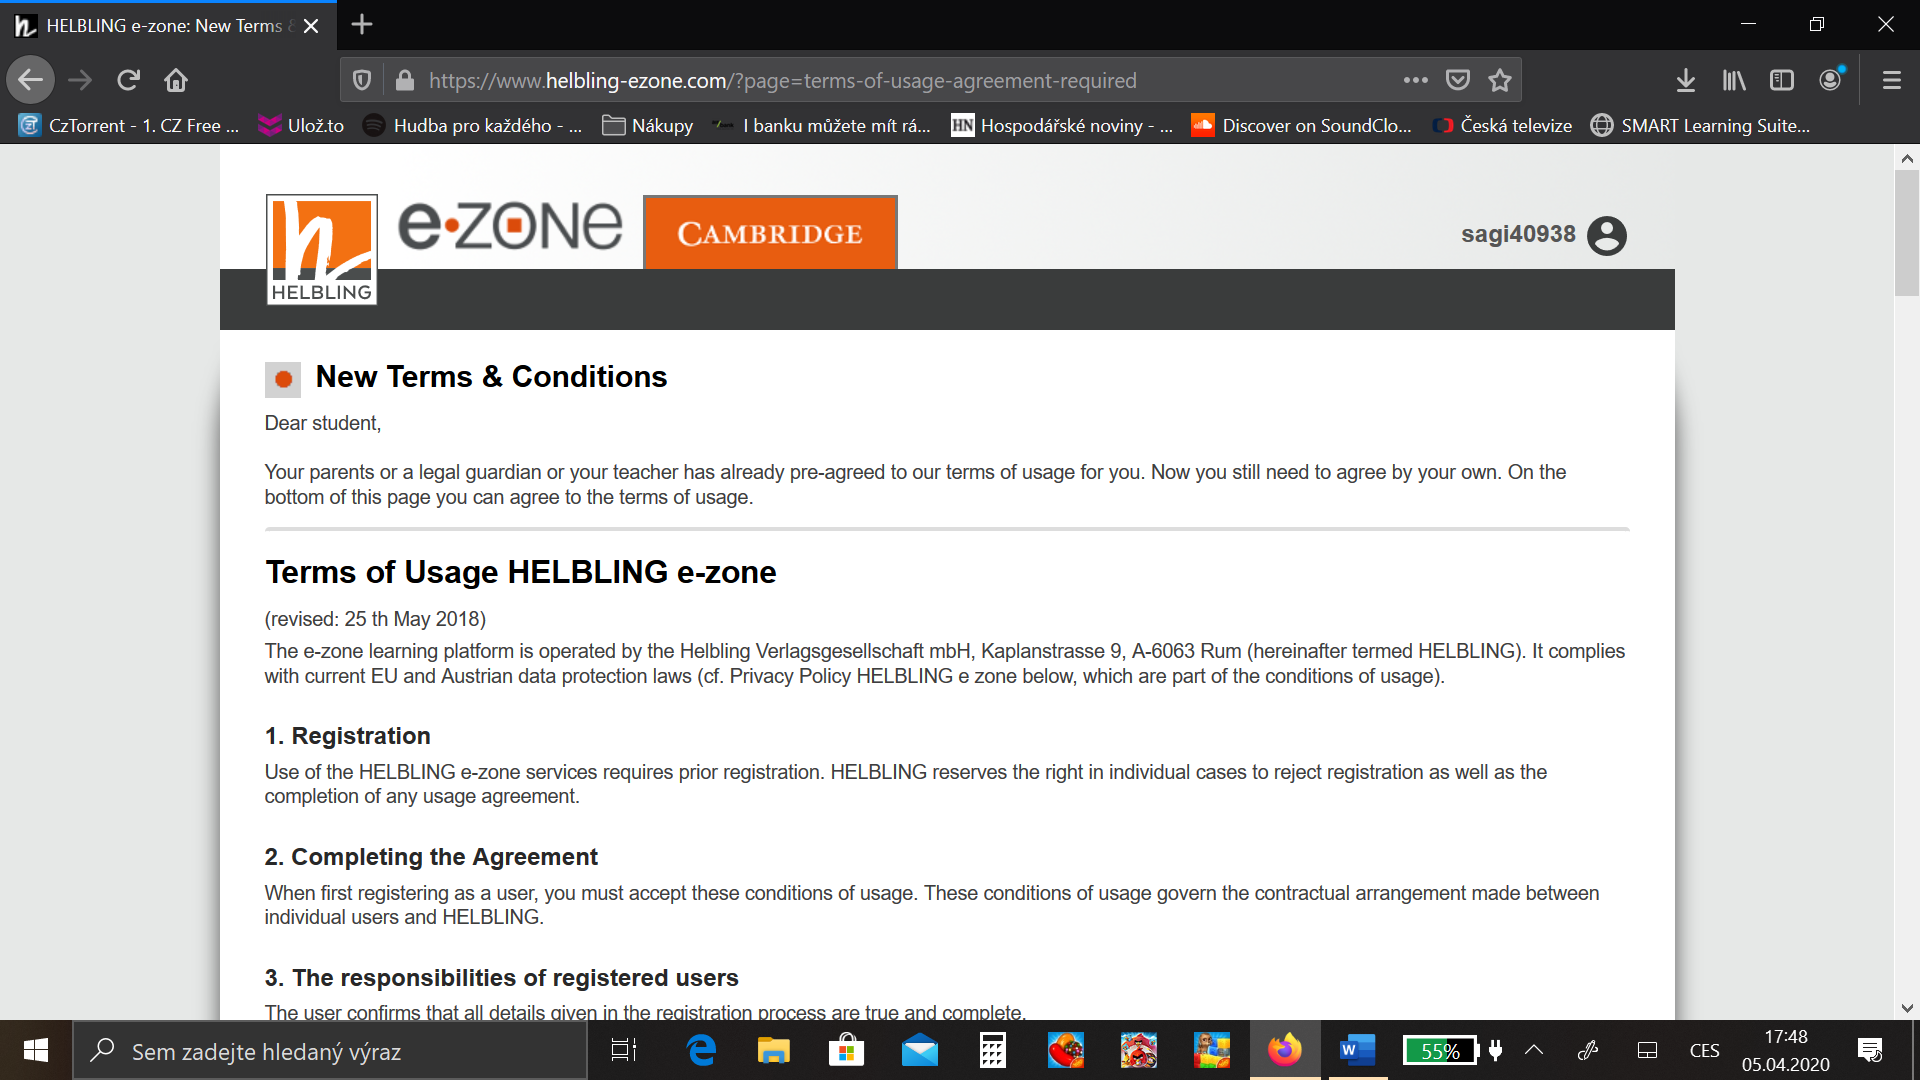 HELBLING e-zone: New Terms &
https://www.helbling-ezone.com/?page=terms-of-usage-agreement-required
CzTorrent - 1. CZ Free ...
Ulož.to
Hudba pro každého - ...
Nákupy
I banku můžete mít rá...
HN Hospodářské noviny - ...
Discover on SoundClo...
Česká televize
SMART Learning Suite...
HELBLING
e·zone
CAMBRIDGE
sagi40938
New Terms & Conditions
Dear student,
Your parents or a legal guardian or your teacher has already pre-agreed to our terms of usage for you. Now you still need to agree by your own. On the
bottom of this page you can agree to the terms of usage.
Terms of Usage HELBLING e-zone
(revised: 25 th May 2018)
The e-zone learning platform is operated by the Helbling Verlagsgesellschaft mbH, Kaplanstrasse 9, A-6063 Rum (hereinafter termed HELBLING). It complies
with current EU and Austrian data protection laws (cf. Privacy Policy HELBLING e zone below, which are part of the conditions of usage).
1. Registration
Use of the HELBLING e-zone services requires prior registration. HELBLING reserves the right in individual cases to reject registration as well as the
completion of any usage agreement.
2. Completing the Agreement
When first registering as a user, you must accept these conditions of usage. These conditions of usage govern the contractual arrangement made between
individual users and HELBLING.
3. The responsibilities of registered users
The user confirms that all details given in the registration process are true and complete.
Sem zadejte hledaný výraz
W
55%
CES
17:48
05.04.2020